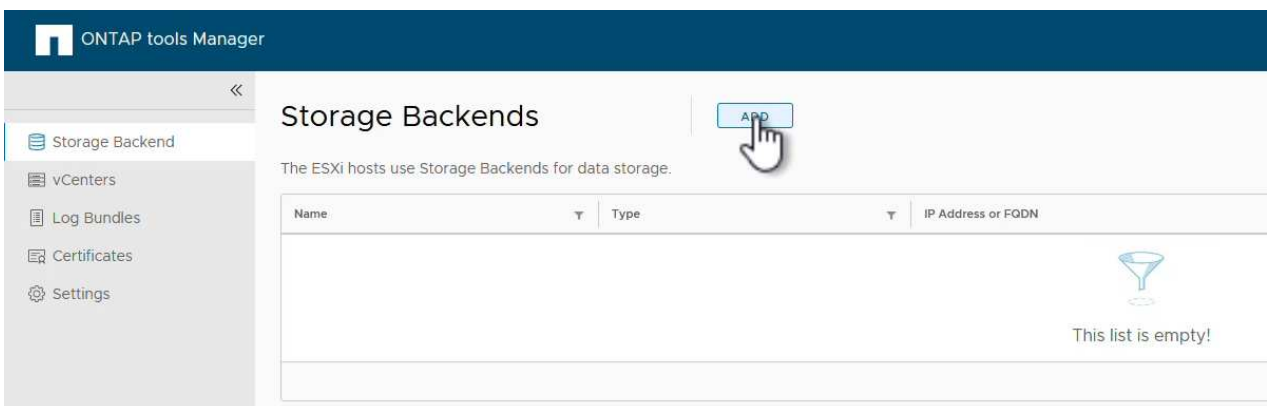 ONTAP tools Manager
Storage Backends
ADD
Storage Backend
The ESXi hosts use Storage Backends for data storage.
vCenters
Log Bundles
Name Type IP Address or FQDN
Certificates
Settings
This list is empty!